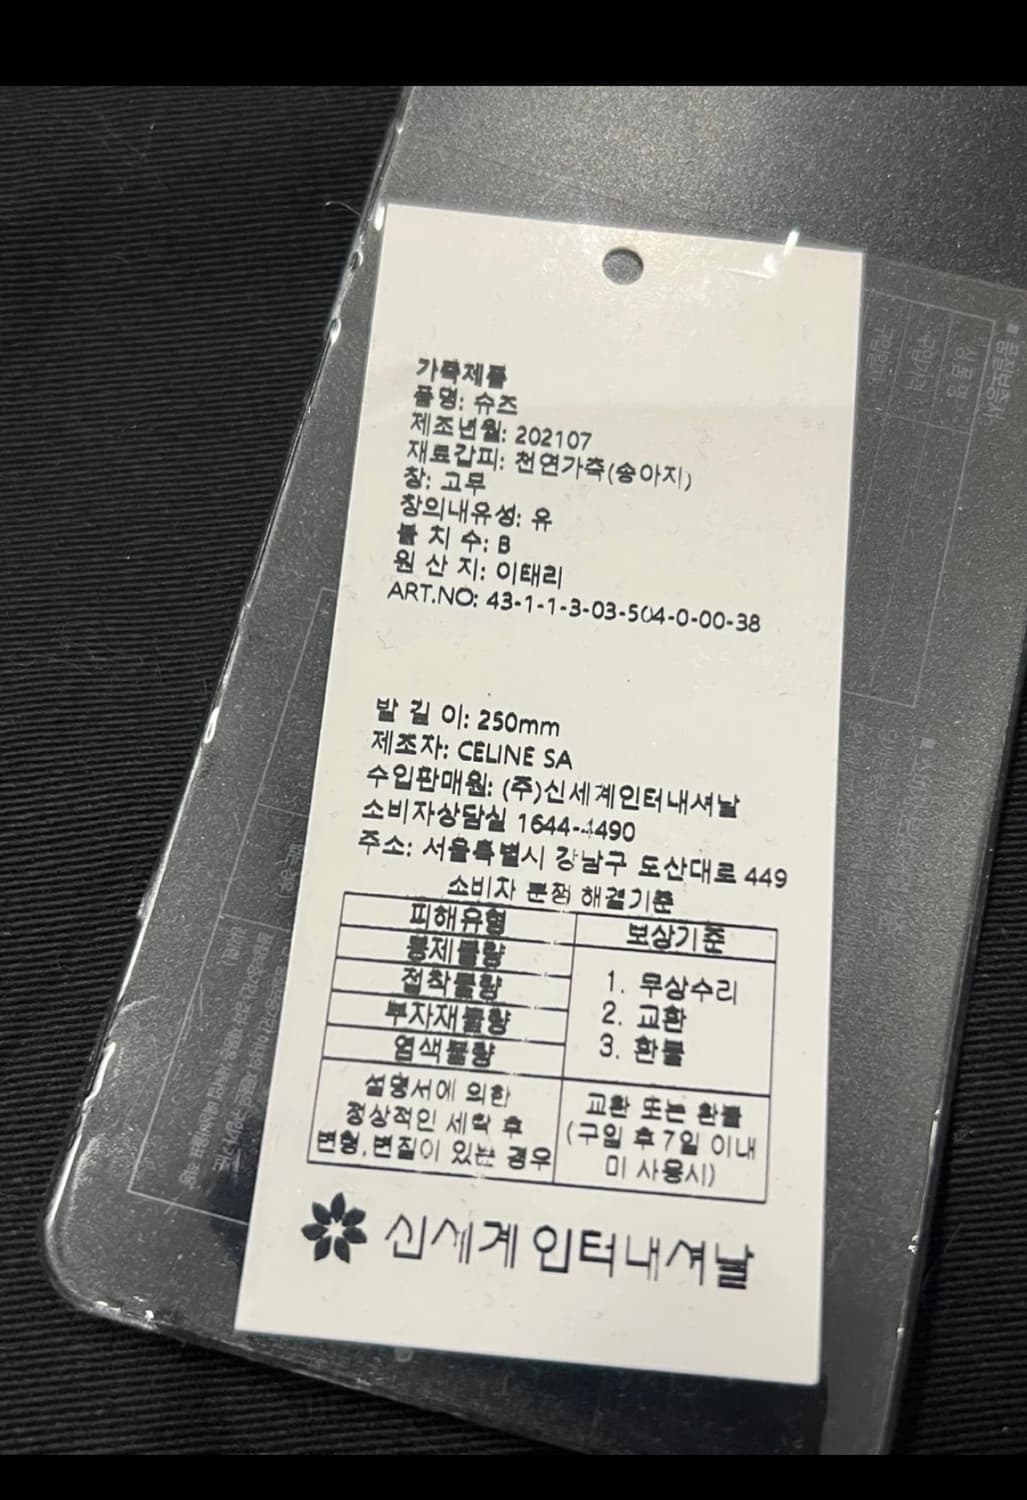 가죽제품
품명: 슈즈
제조년월: 202107
재료갑피: 천연가죽(송아지)
창: 고무
창의내유성: 유
볼 치 수: B
원 산 지: 이태리
ART.NO: 43-1-1-3-03-504-0-00-38
발 길 이: 250mm
제조자: CELINE SA
수입판매원: (주)신세계인터내셔날
소비자상담실 1644-4490
주소: 서울특별시 강남구 도산대로 449
소비자 분쟁 해결기준
피해유형 보상기준
봉제불량
접착불량
부자재불량
염색불량
1. 무상수리
2. 교환
3. 환불
설명서에 의한
정상적인 세탁 후
변형,변질이 있는 경우
교환 또는 환불
(구입 후 7일 이내
미 사용시)
신세계인터내셔날